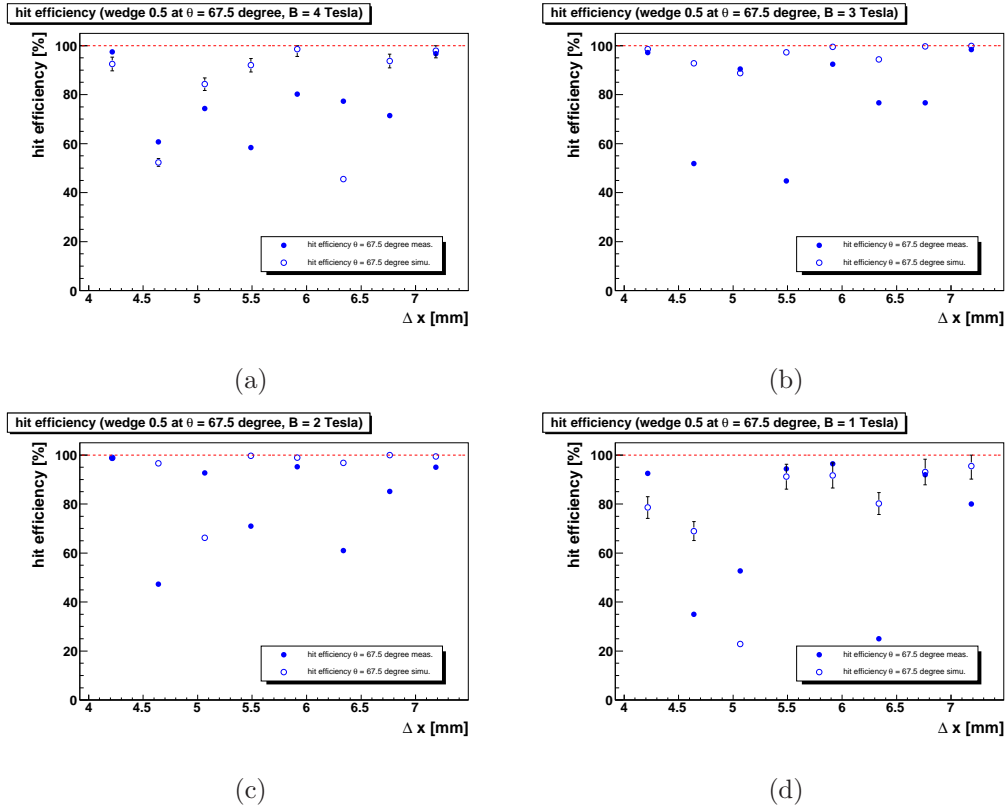 hit efficiency (wedge 0.5 at θ = 67.5 degree, B = 4 Tesla)
hit efficiency [%]
100
80
60
40
20
0
hit efficiency θ = 67.5 degree meas.
hit efficiency θ = 67.5 degree simu.
4 4.5 5 5.5 6 6.5 7
Δ x [mm]
(a)
hit efficiency (wedge 0.5 at θ = 67.5 degree, B = 3 Tesla)
hit efficiency [%]
100
80
60
40
20
0
hit efficiency θ = 67.5 degree meas.
hit efficiency θ = 67.5 degree simu.
4 4.5 5 5.5 6 6.5 7
Δ x [mm]
(b)
hit efficiency (wedge 0.5 at θ = 67.5 degree, B = 2 Tesla)
hit efficiency [%]
100
80
60
40
20
0
hit efficiency θ = 67.5 degree meas.
hit efficiency θ = 67.5 degree simu.
4 4.5 5 5.5 6 6.5 7
Δ x [mm]
(c)
hit efficiency (wedge 0.5 at θ = 67.5 degree, B = 1 Tesla)
hit efficiency [%]
100
80
60
40
20
0
hit efficiency θ = 67.5 degree meas.
hit efficiency θ = 67.5 degree simu.
4 4.5 5 5.5 6 6.5 7
Δ x [mm]
(d)